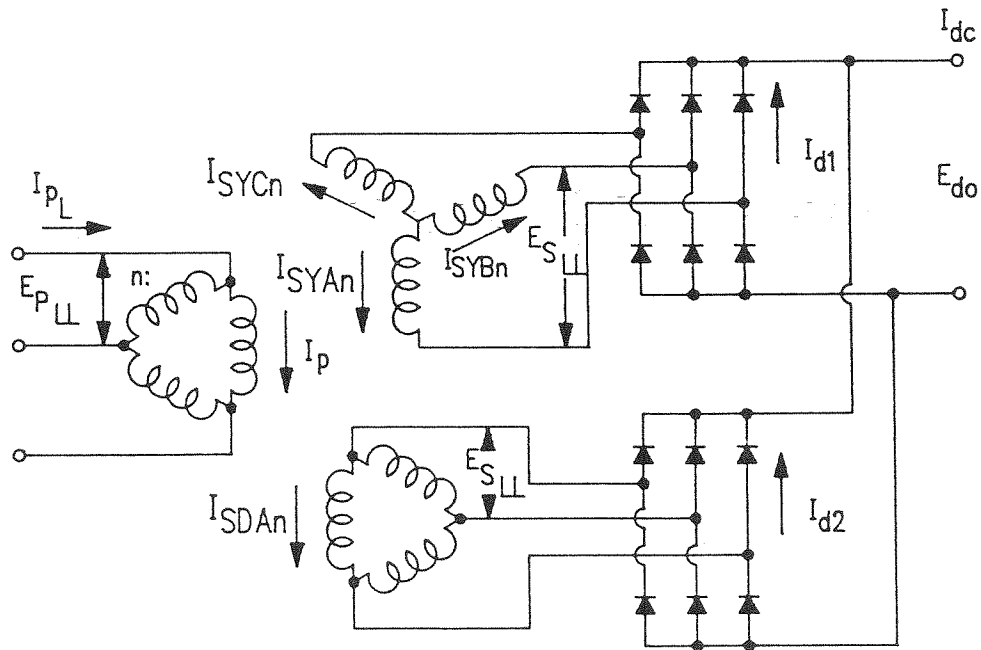 I_dc
I_d1
E_do
I_SYCn
I_PL
I_SYAn
I_SYBn
E_SLL
n:
E_PLL
I_p
E_SLL
I_SDAn
I_d2